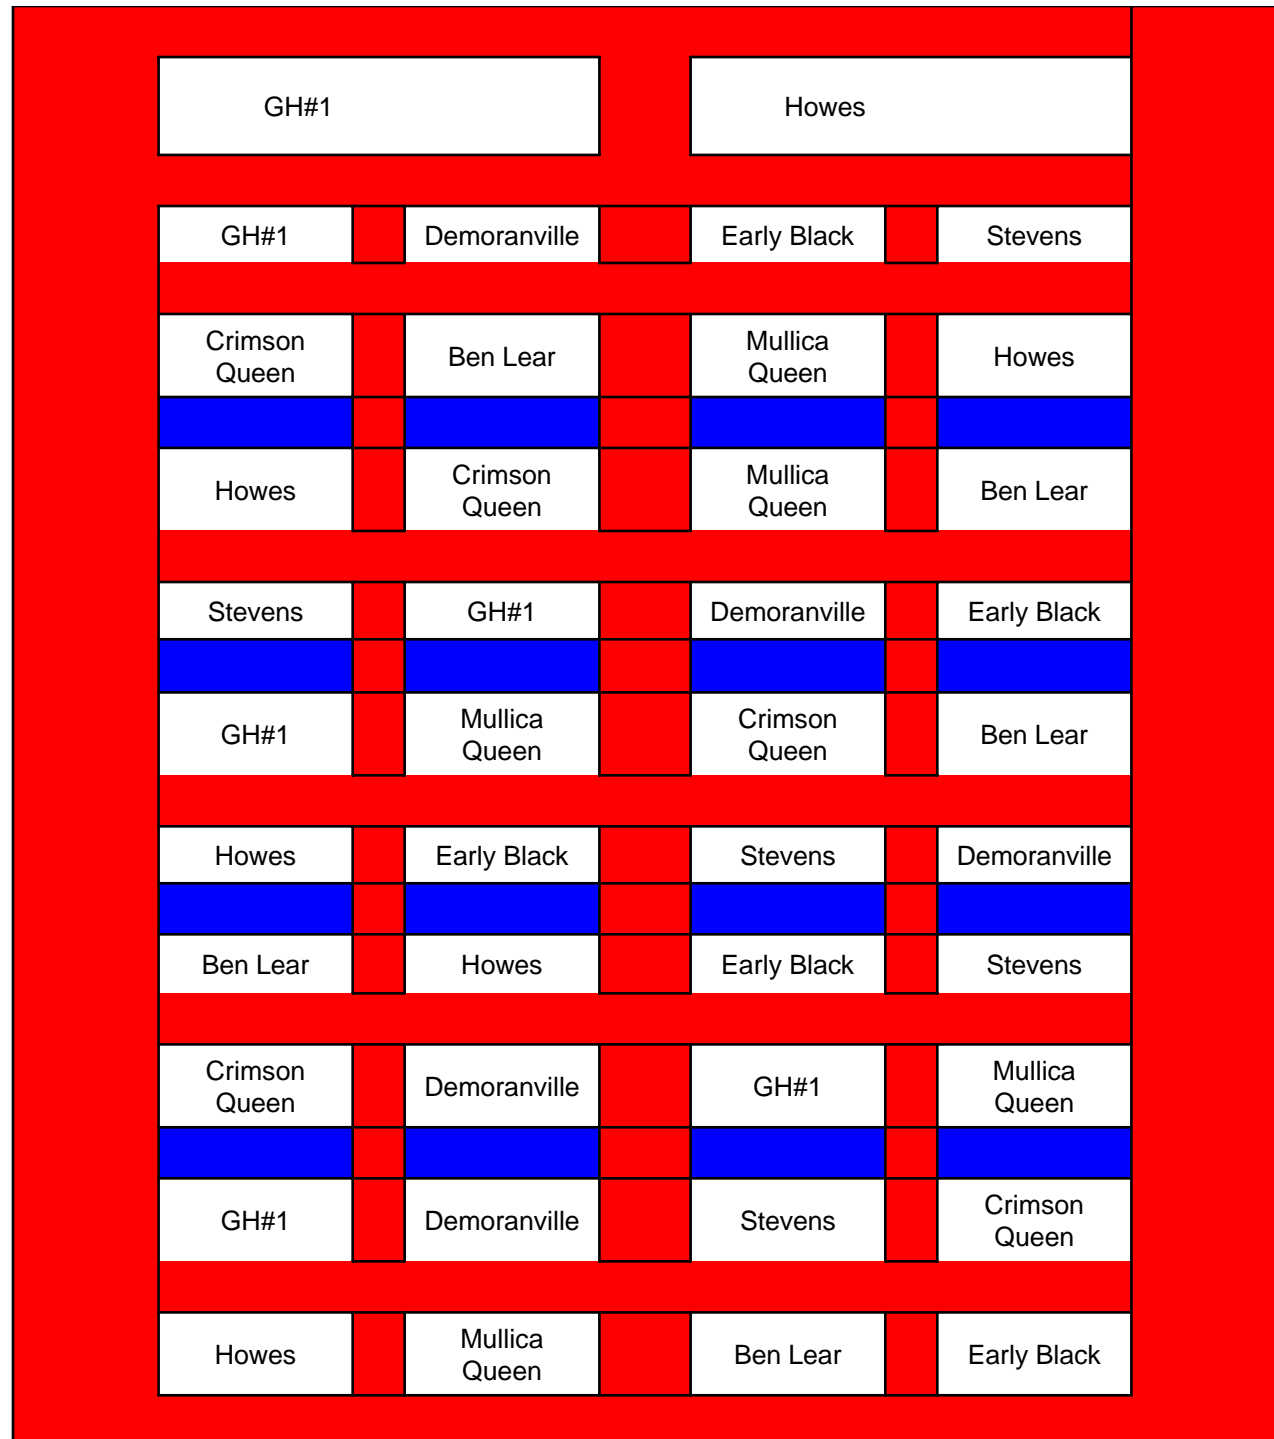 GH#1 Howes
GH#1 Demoranville Early Black Stevens
Crimson
Queen
Ben Lear
Mullica
Queen
Howes
Howes
Crimson
Queen
Mullica
Queen
Ben Lear
Stevens GH#1 Demoranville Early Black
GH#1
Mullica
Queen
Crimson
Queen
Ben Lear
Howes Early Black Stevens Demoranville
Ben Lear Howes Early Black Stevens
Crimson
Queen
Demoranville
GH#1
Mullica
Queen
GH#1
Demoranville
Stevens
Crimson
Queen
Howes
Mullica
Queen
Ben Lear
Early Black